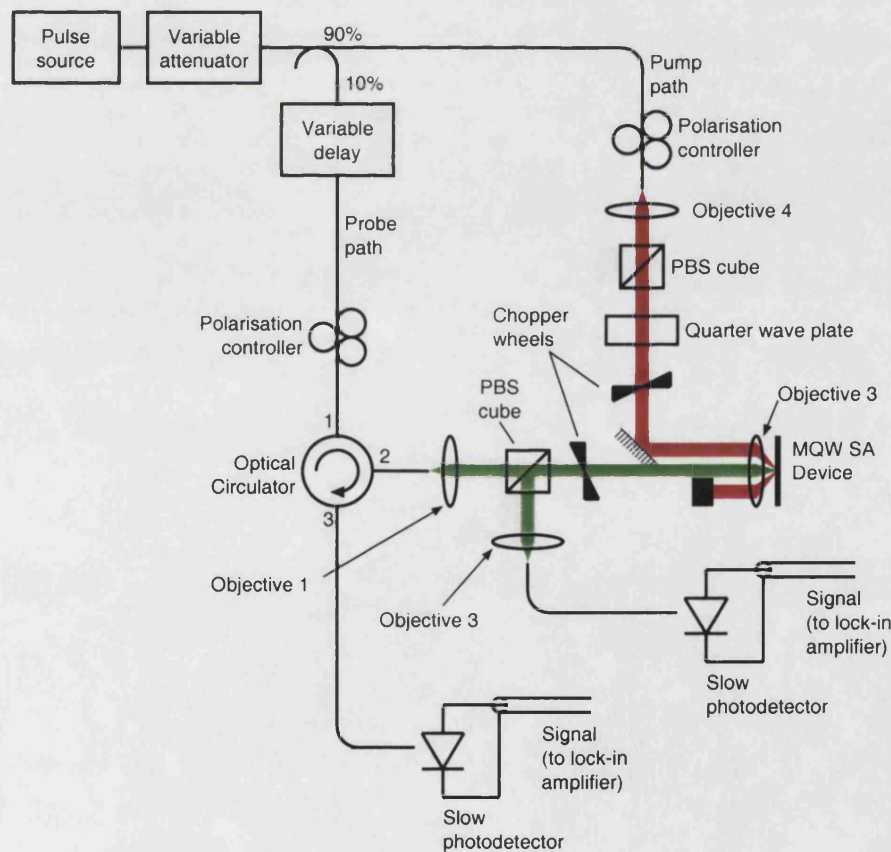 Pulse
source
Variable
attenuator
90%
10%
Variable
delay
Pump
path
Polarisation
controller
Objective 4
PBS cube
Quarter wave plate
Probe
path
Polarisation
controller
Chopper
wheels
PBS
cube
Objective 3
MQW SA
Device
1
2
3
Optical
Circulator
Objective 1
Objective 3
Signal
(to lock-in
amplifier)
Slow
photodetector
Signal
(to lock-in
amplifier)
Slow
photodetector